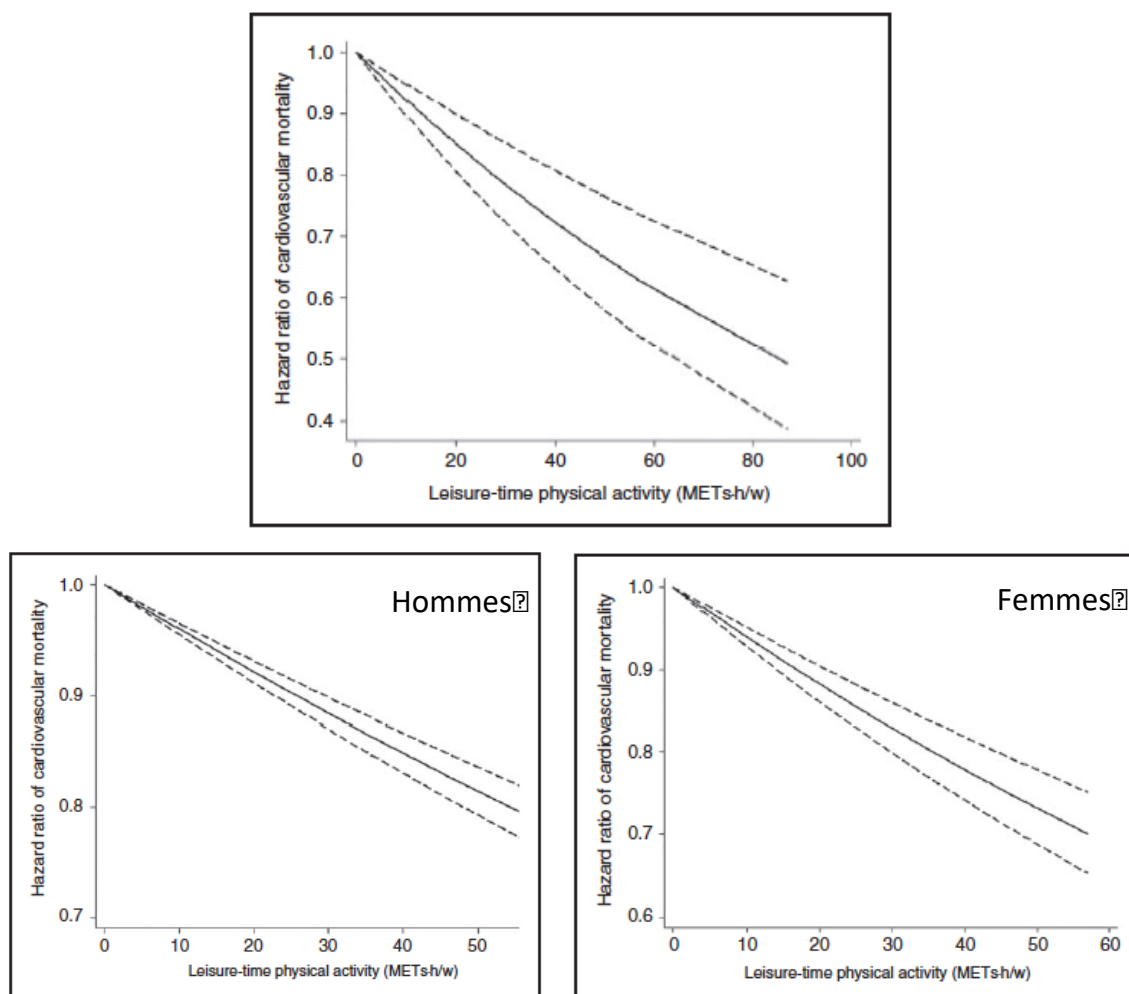 Hazard ratio of cardiovascular mortality
1.0
0.9
0.8
0.7
0.6
0.5
0.4
0 20 40 60 80 100
Leisure-time physical activity (METs·h/w)
Hommes⍰
Hazard ratio of cardiovascular mortality
1.0
0.9
0.8
0.7
0 10 20 30 40 50
Leisure-time physical activity (METs·h/w)
Femmes⍰
Hazard ratio of cardiovascular mortality
1.0
0.9
0.8
0.7
0.6
0 10 20 30 40 50 60
Leisure-time physical activity (METs·h/w)